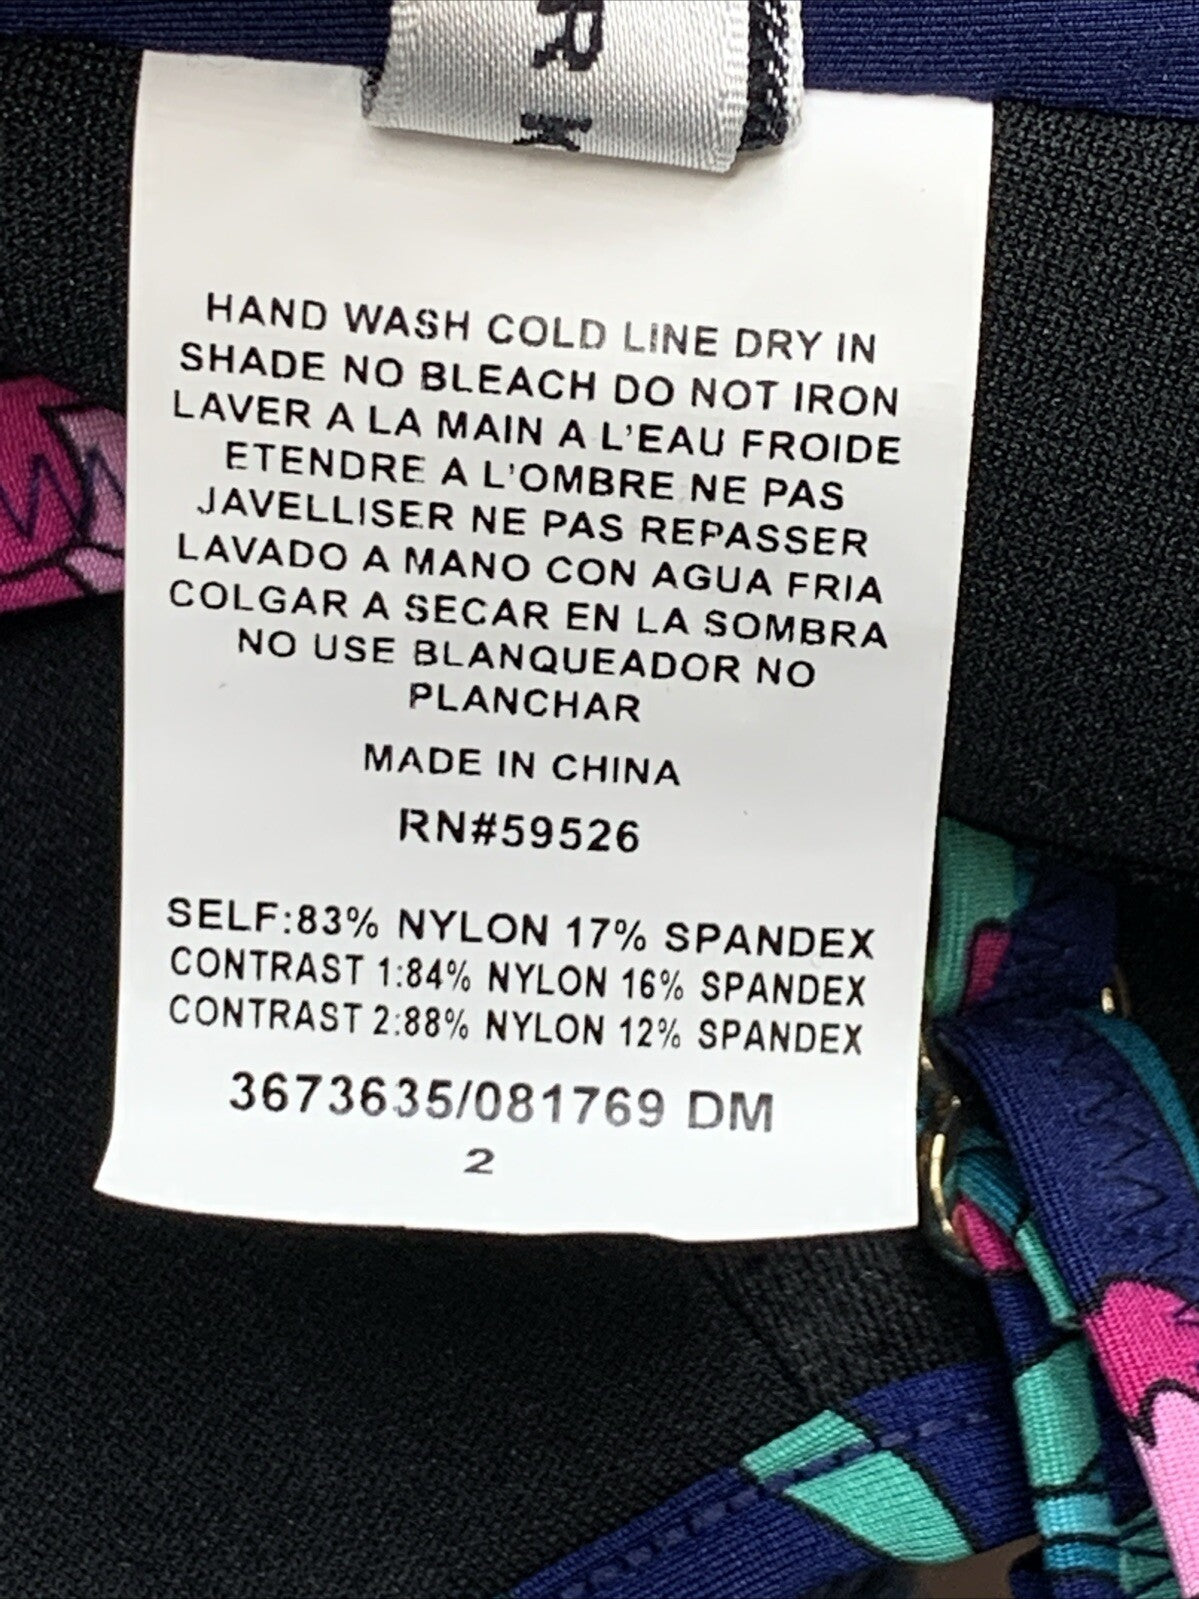 R K
HAND WASH COLD LINE DRY IN
SHADE NO BLEACH DO NOT IRON
LAVER A LA MAIN A L'EAU FROIDE
ETENDRE A L'OMBRE NE PAS
JAVELLISER NE PAS REPASSER
LAVADO A MANO CON AGUA FRIA
COLGAR A SECAR EN LA SOMBRA
NO USE BLANQUEADOR NO
PLANCHAR
MADE IN CHINA
RN#59526
SELF:83% NYLON 17% SPANDEX
CONTRAST 1:84% NYLON 16% SPANDEX
CONTRAST 2:88% NYLON 12% SPANDEX
3673635/081769 DM
2